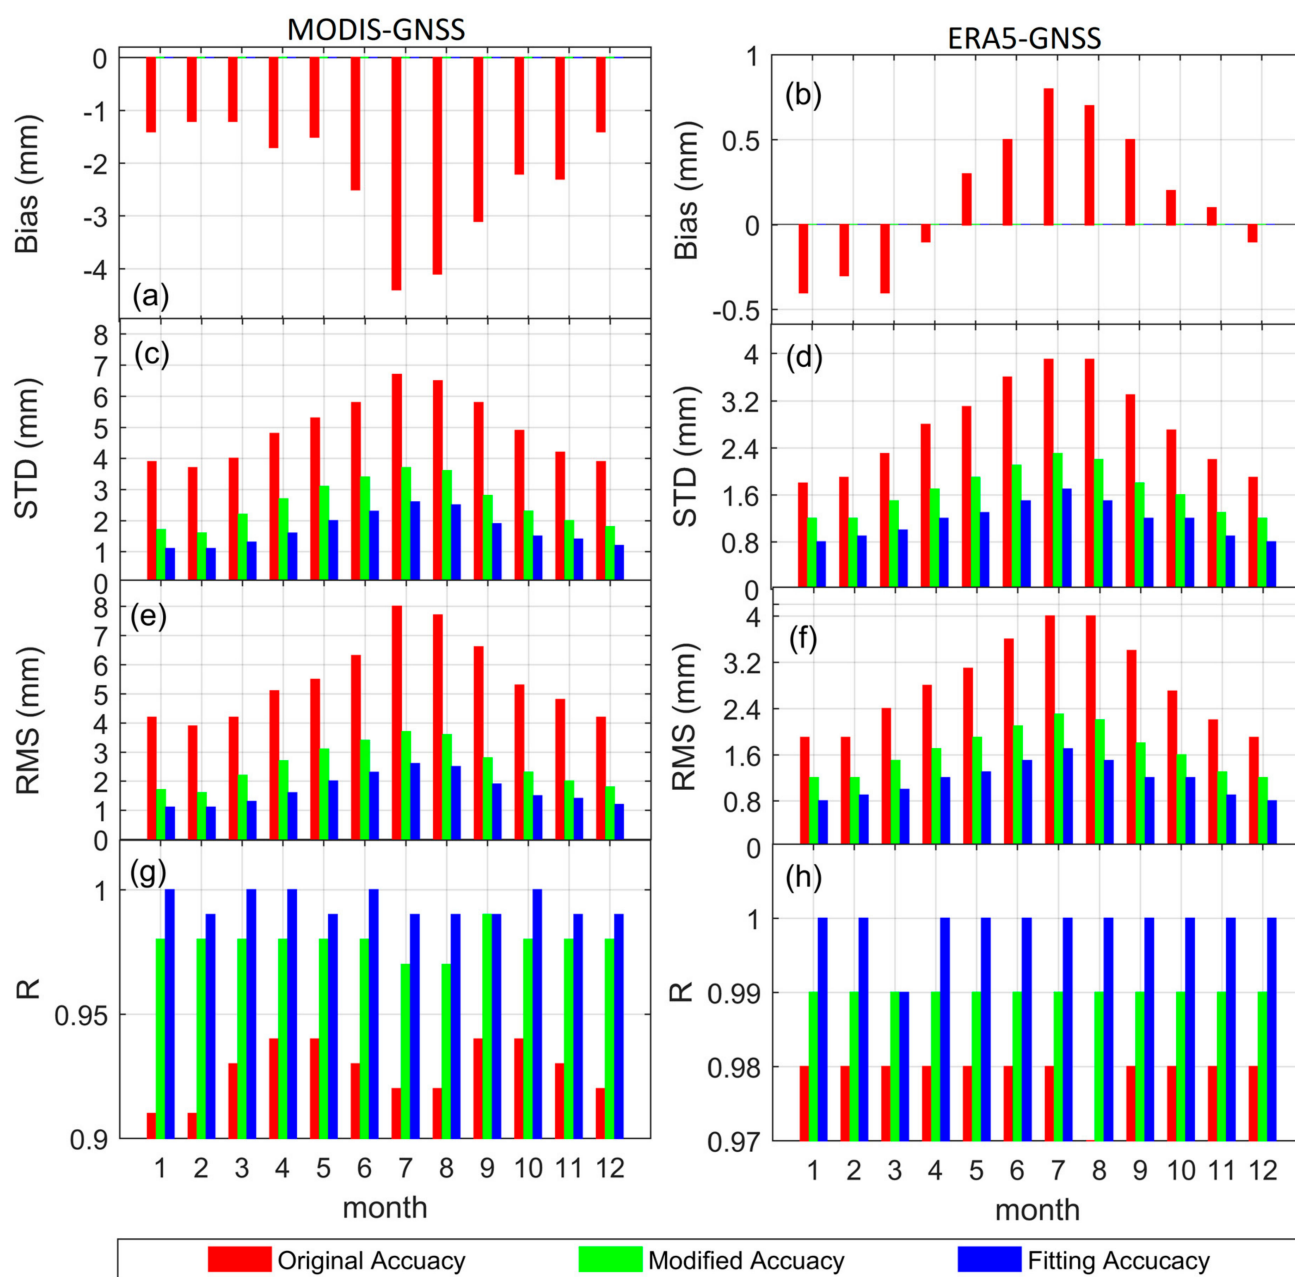 MODIS-GNSS
ERA5-GNSS
0
-1
-2
-3
-4
Bias (mm)
(a)
1
0.5
0
-0.5
Bias (mm)
(b)
8
7
6
5
4
3
2
1
0
STD (mm)
(c)
4
3.2
2.4
1.6
0.8
0
STD (mm)
(d)
8
7
6
5
4
3
2
1
0
RMS (mm)
(e)
4
3.2
2.4
1.6
0.8
0
RMS (mm)
(f)
1
0.95
0.9
R
(g)
1
0.99
0.98
0.97
R
(h)
1 2 3 4 5 6 7 8 9 10 11 12
month
1 2 3 4 5 6 7 8 9 10 11 12
month
Original Accuacy
Modified Accuacy
Fitting Accucacy